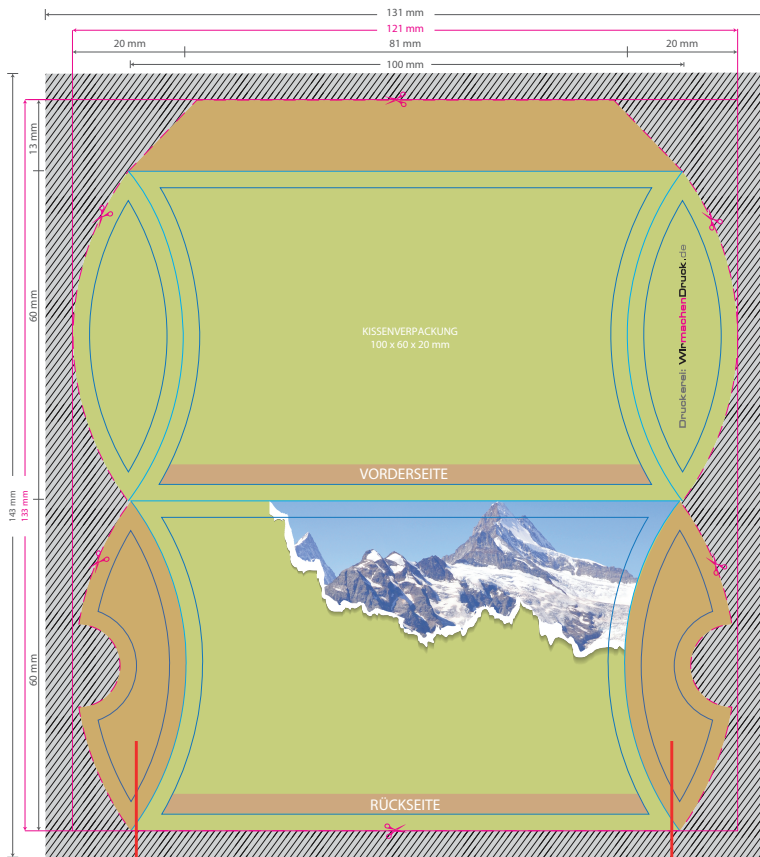 131 mm
121 mm
20 mm
81 mm
20 mm
100 mm
13 mm
60 mm
KISSENVERPACKUNG
100 x 60 x 20 mm
Druckerei: WIrmachenDruck.de
VORDERSEITE
143 mm
133 mm
60 mm
RÜCKSEITE